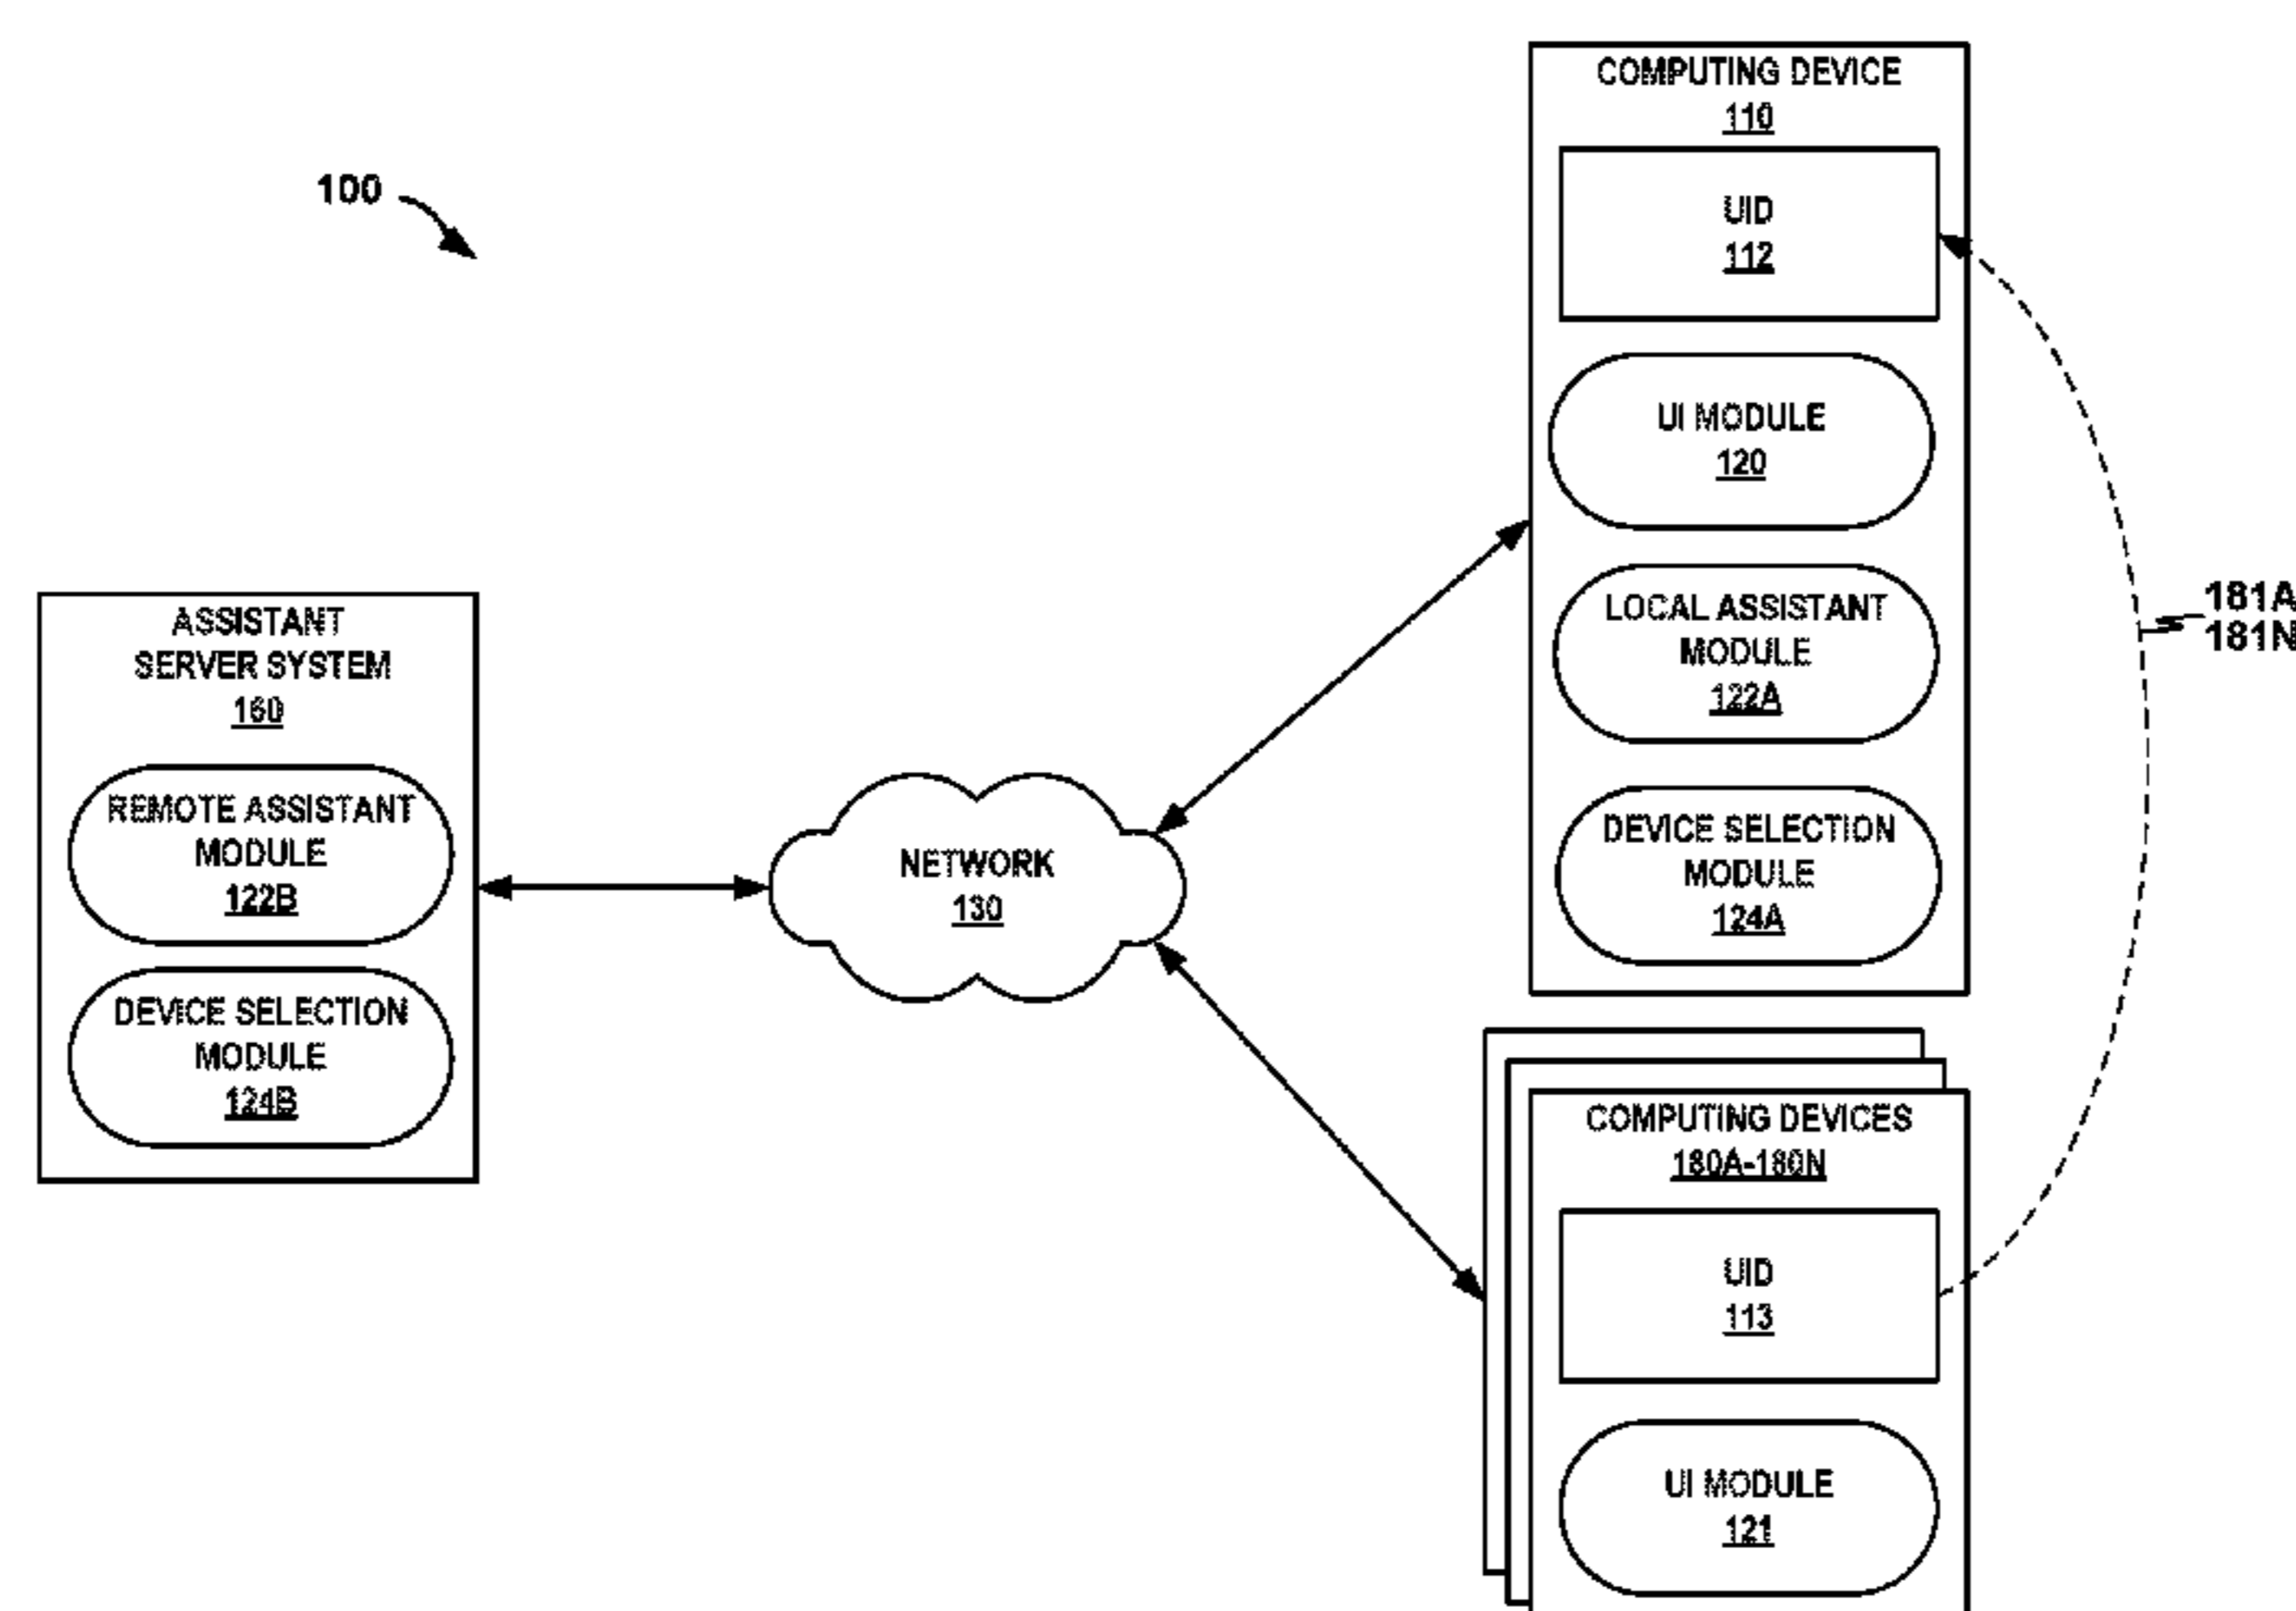 100
ASSISTANT
SERVER SYSTEM
160
REMOTE ASSISTANT
MODULE
122B
DEVICE SELECTION
MODULE
124B
NETWORK
130
COMPUTING DEVICE
110
UID
112
UI MODULE
120
LOCAL ASSISTANT
MODULE
122A
DEVICE SELECTION
MODULE
124A
181A
181N
COMPUTING DEVICES
180A-180N
UID
113
UI MODULE
121